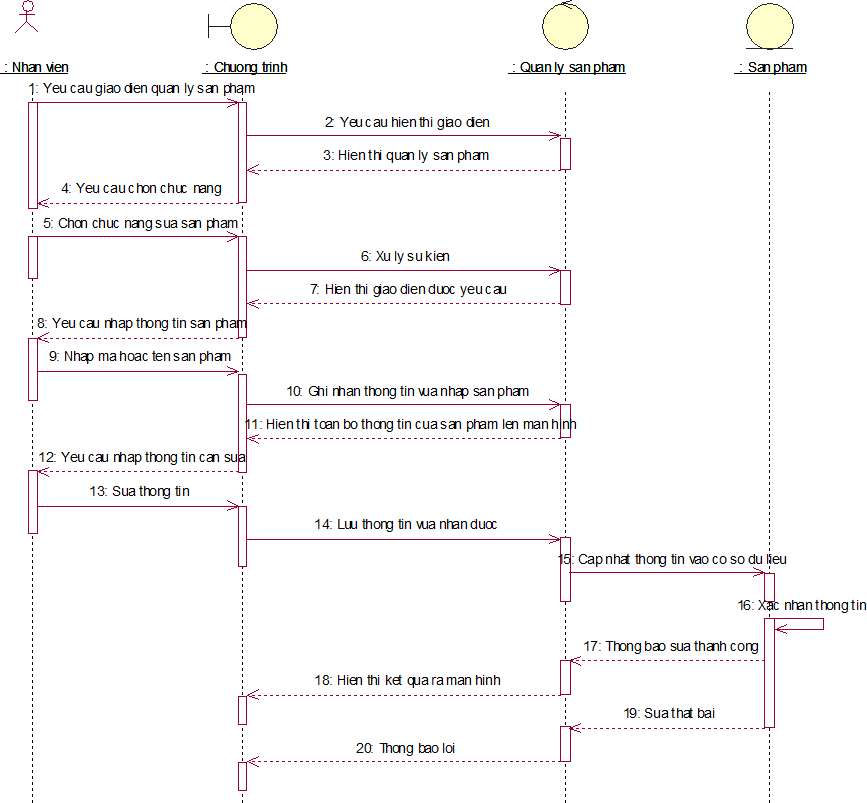 : Nhan vien
: Chuong trinh
: Quan ly san pham
: San pham
1: Yeu cau giao dien quan ly san pham
2: Yeu cau hien thi giao dien
3: Hien thi quan ly san pham
4: Yeu cau chon chuc nang
5: Chon chuc nang sua san pham
6: Xu ly su kien
7: Hien thi giao dien duoc yeu cau
8: Yeu cau nhap thong tin san pham
9: Nhap ma hoac ten san pham
10: Ghi nhan thong tin vua nhap san pham
11: Hien thi toan bo thong tin cua san pham len man hinh
12: Yeu cau nhap thong tin can sua
13: Sua thong tin
14: Luu thong tin vua nhan duoc
15: Cap nhat thong tin vao co so du lieu
16: Xac nhan thong tin
17: Thong bao sua thanh cong
18: Hien thi ket qua ra man hinh
19: Sua that bai
20: Thong bao loi